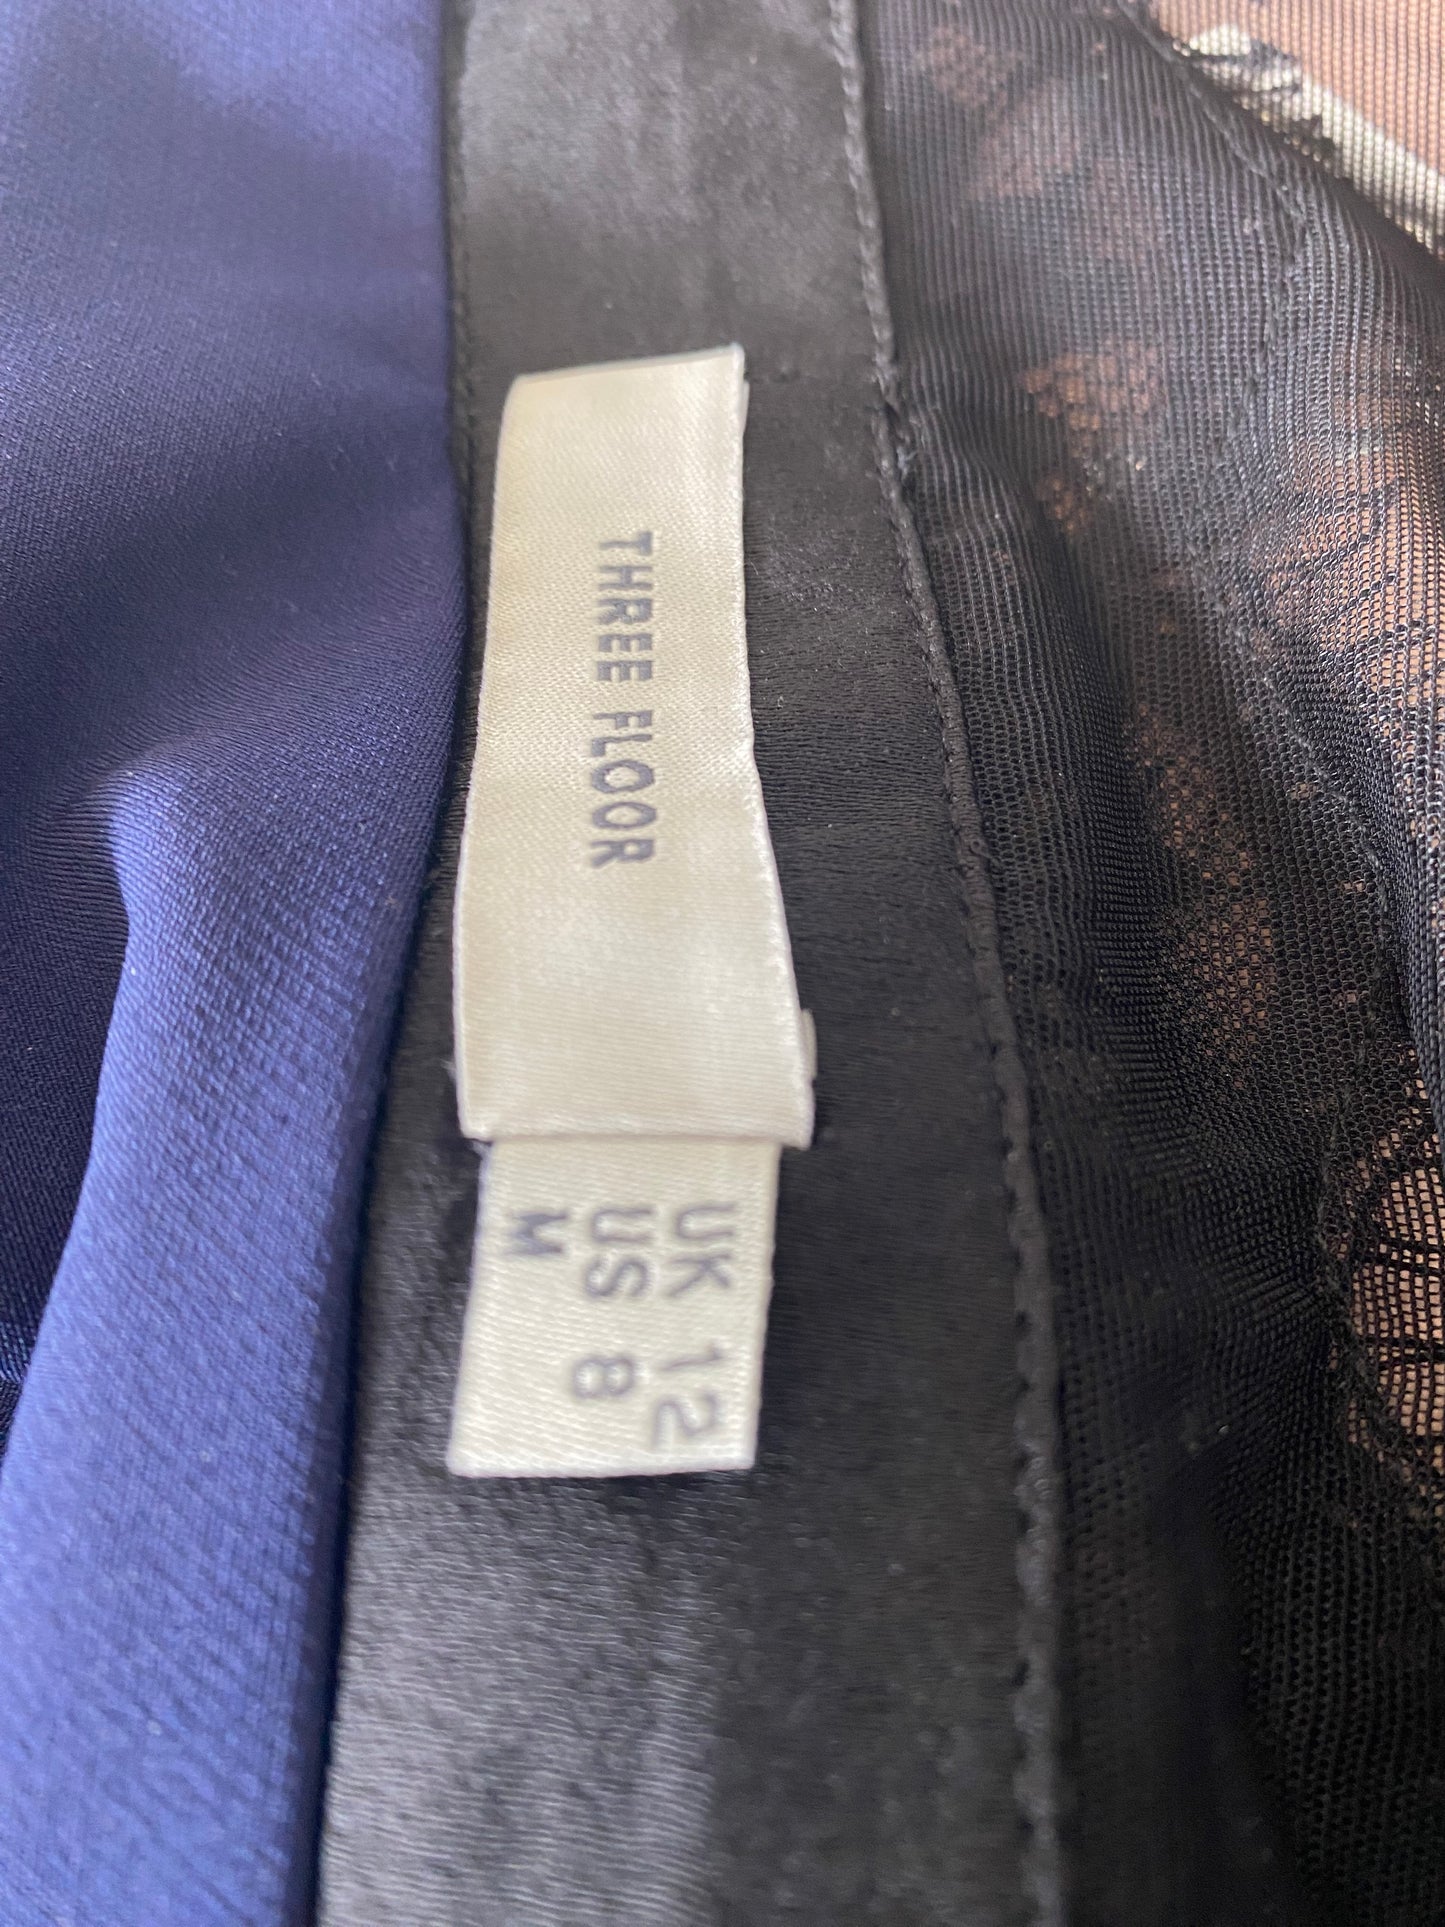 THREE FLOOR
UK 12
US 8
M